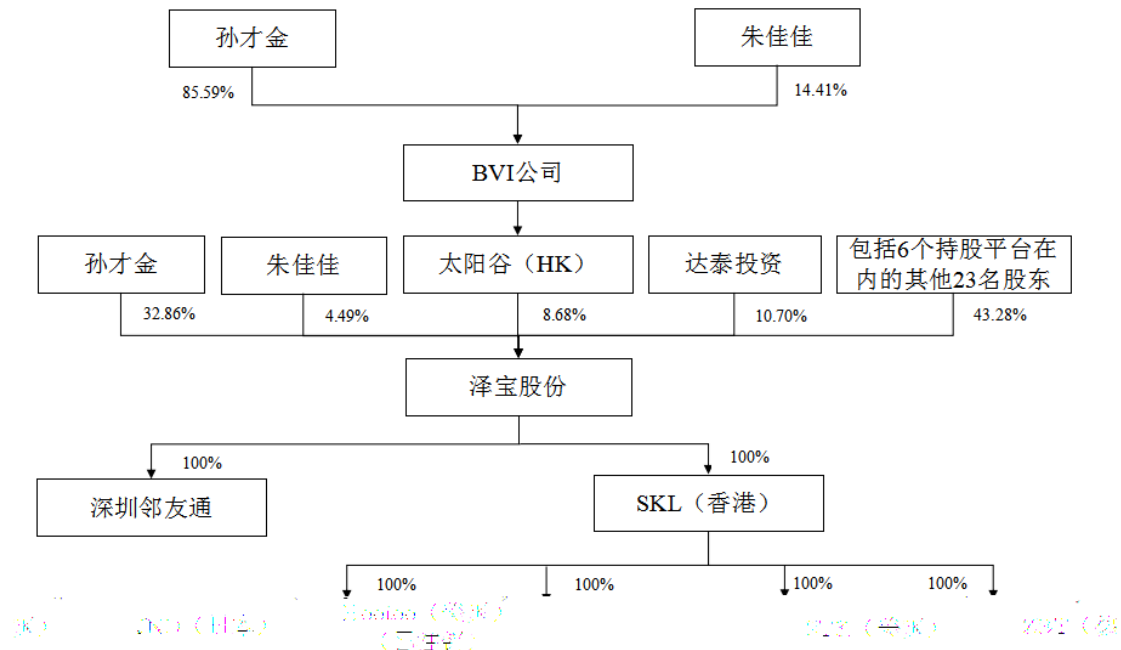 孙才金
朱佳佳
85.59%
14.41%
BVI公司
孙才金
朱佳佳
太阳谷（HK）
达泰投资
包括6个持股平台在
内的其他23名股东
32.86%
4.49%
8.68%
10.70%
43.28%
泽宝股份
100%
100%
深圳邻友通
SKL（香港）
100%
100%
100%
100%